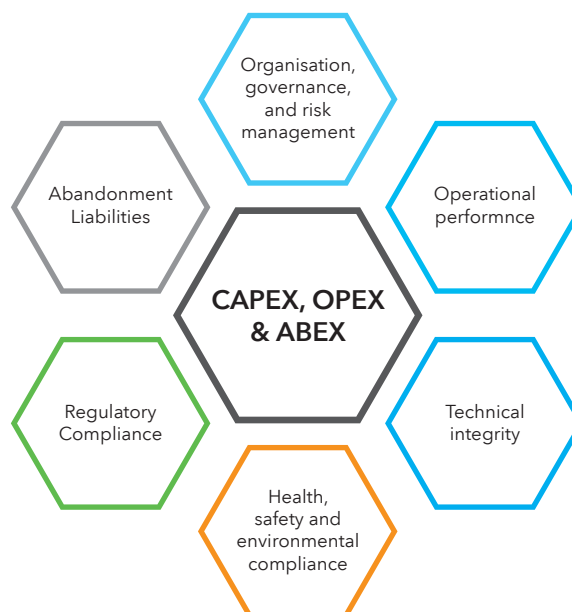 Organisation,
governance,
and risk
management
Abandonment
Liabilities
Operational
performnce
CAPEX, OPEX
& ABEX
Regulatory
Compliance
Technical
integrity
Health,
safety and
environmental
compliance